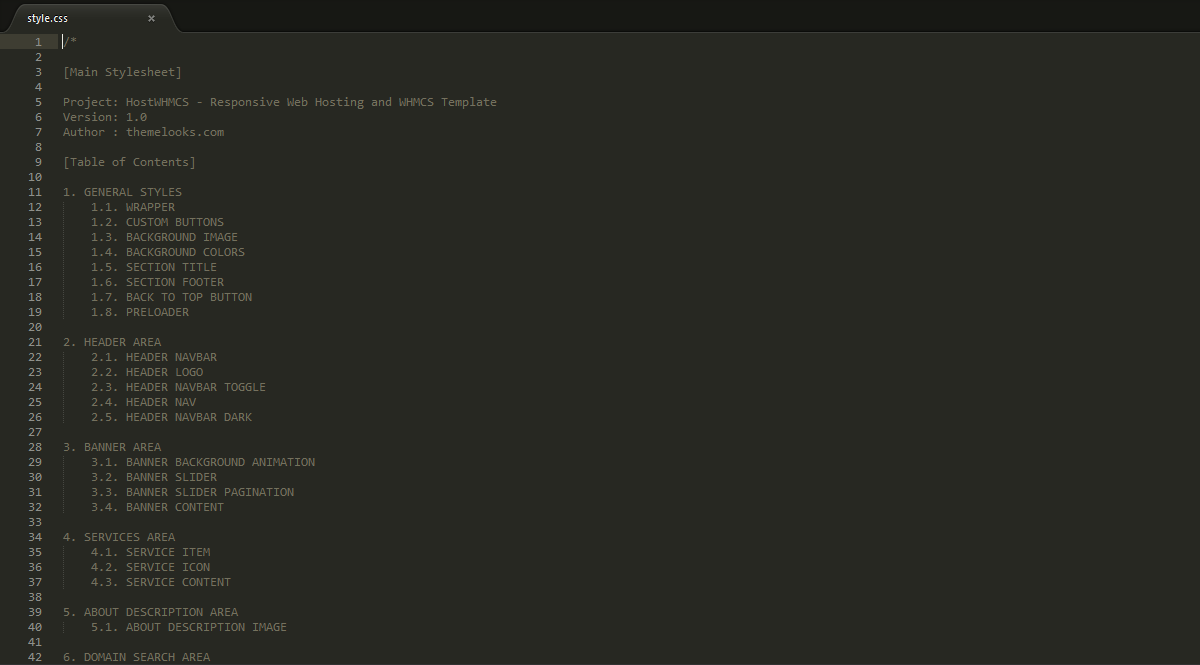 style.css ×
1 /*
2
3 [Main Stylesheet]
4
5 Project: HostWHMCS - Responsive Web Hosting and WHMCS Template
6 Version: 1.0
7 Author : themelooks.com
8
9 [Table of Contents]
10
11 1. GENERAL STYLES
12 1.1. WRAPPER
13 1.2. CUSTOM BUTTONS
14 1.3. BACKGROUND IMAGE
15 1.4. BACKGROUND COLORS
16 1.5. SECTION TITLE
17 1.6. SECTION FOOTER
18 1.7. BACK TO TOP BUTTON
19 1.8. PRELOADER
20
21 2. HEADER AREA
22 2.1. HEADER NAVBAR
23 2.2. HEADER LOGO
24 2.3. HEADER NAVBAR TOGGLE
25 2.4. HEADER NAV
26 2.5. HEADER NAVBAR DARK
27
28 3. BANNER AREA
29 3.1. BANNER BACKGROUND ANIMATION
30 3.2. BANNER SLIDER
31 3.3. BANNER SLIDER PAGINATION
32 3.4. BANNER CONTENT
33
34 4. SERVICES AREA
35 4.1. SERVICE ITEM
36 4.2. SERVICE ICON
37 4.3. SERVICE CONTENT
38
39 5. ABOUT DESCRIPTION AREA
40 5.1. ABOUT DESCRIPTION IMAGE
41
42 6. DOMAIN SEARCH AREA